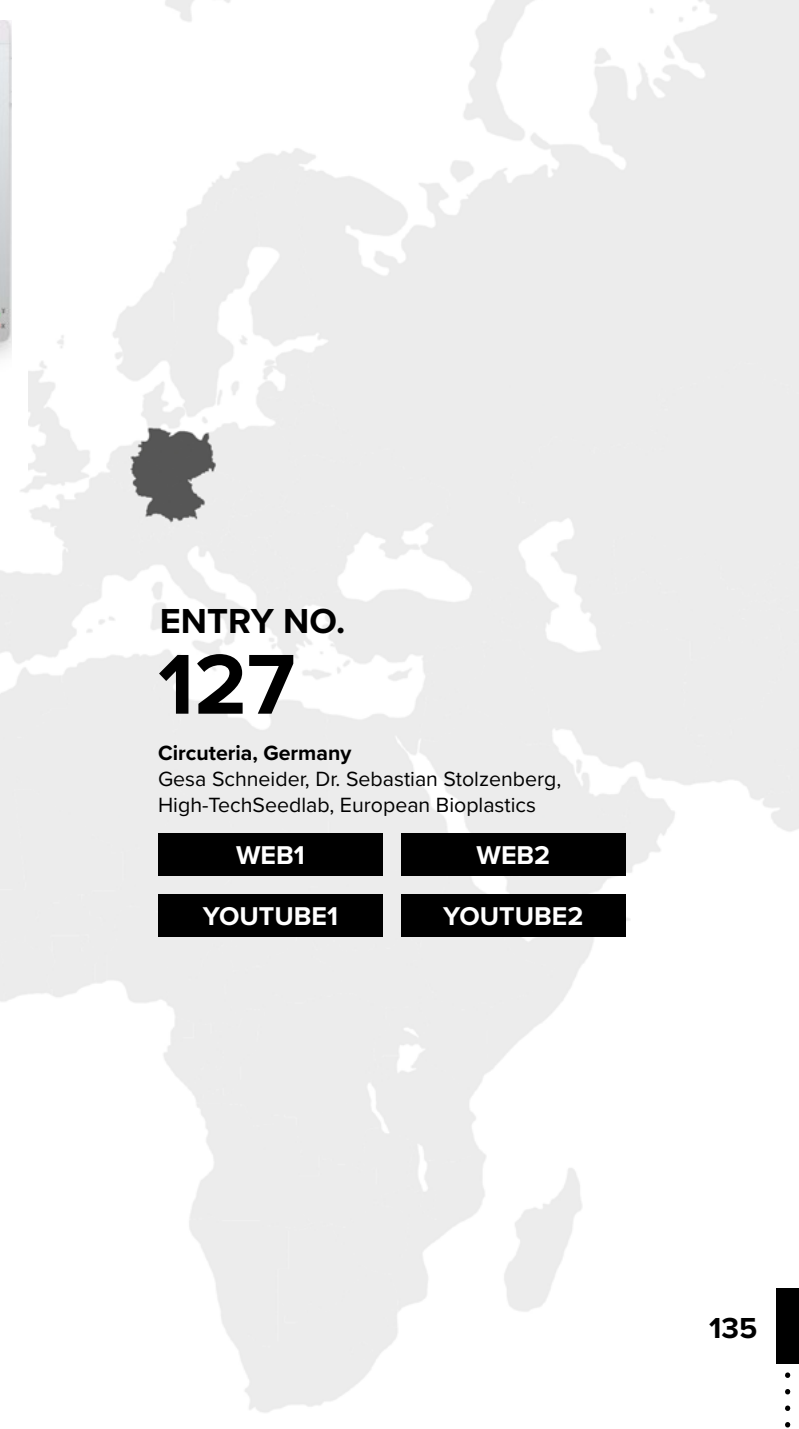 ENTRY NO.
127
Circuteria, Germany
Gesa Schneider, Dr. Sebastian Stolzenberg,
High-TechSeedlab, European Bioplastics
WEB1 WEB2
YOUTUBE1 YOUTUBE2
135